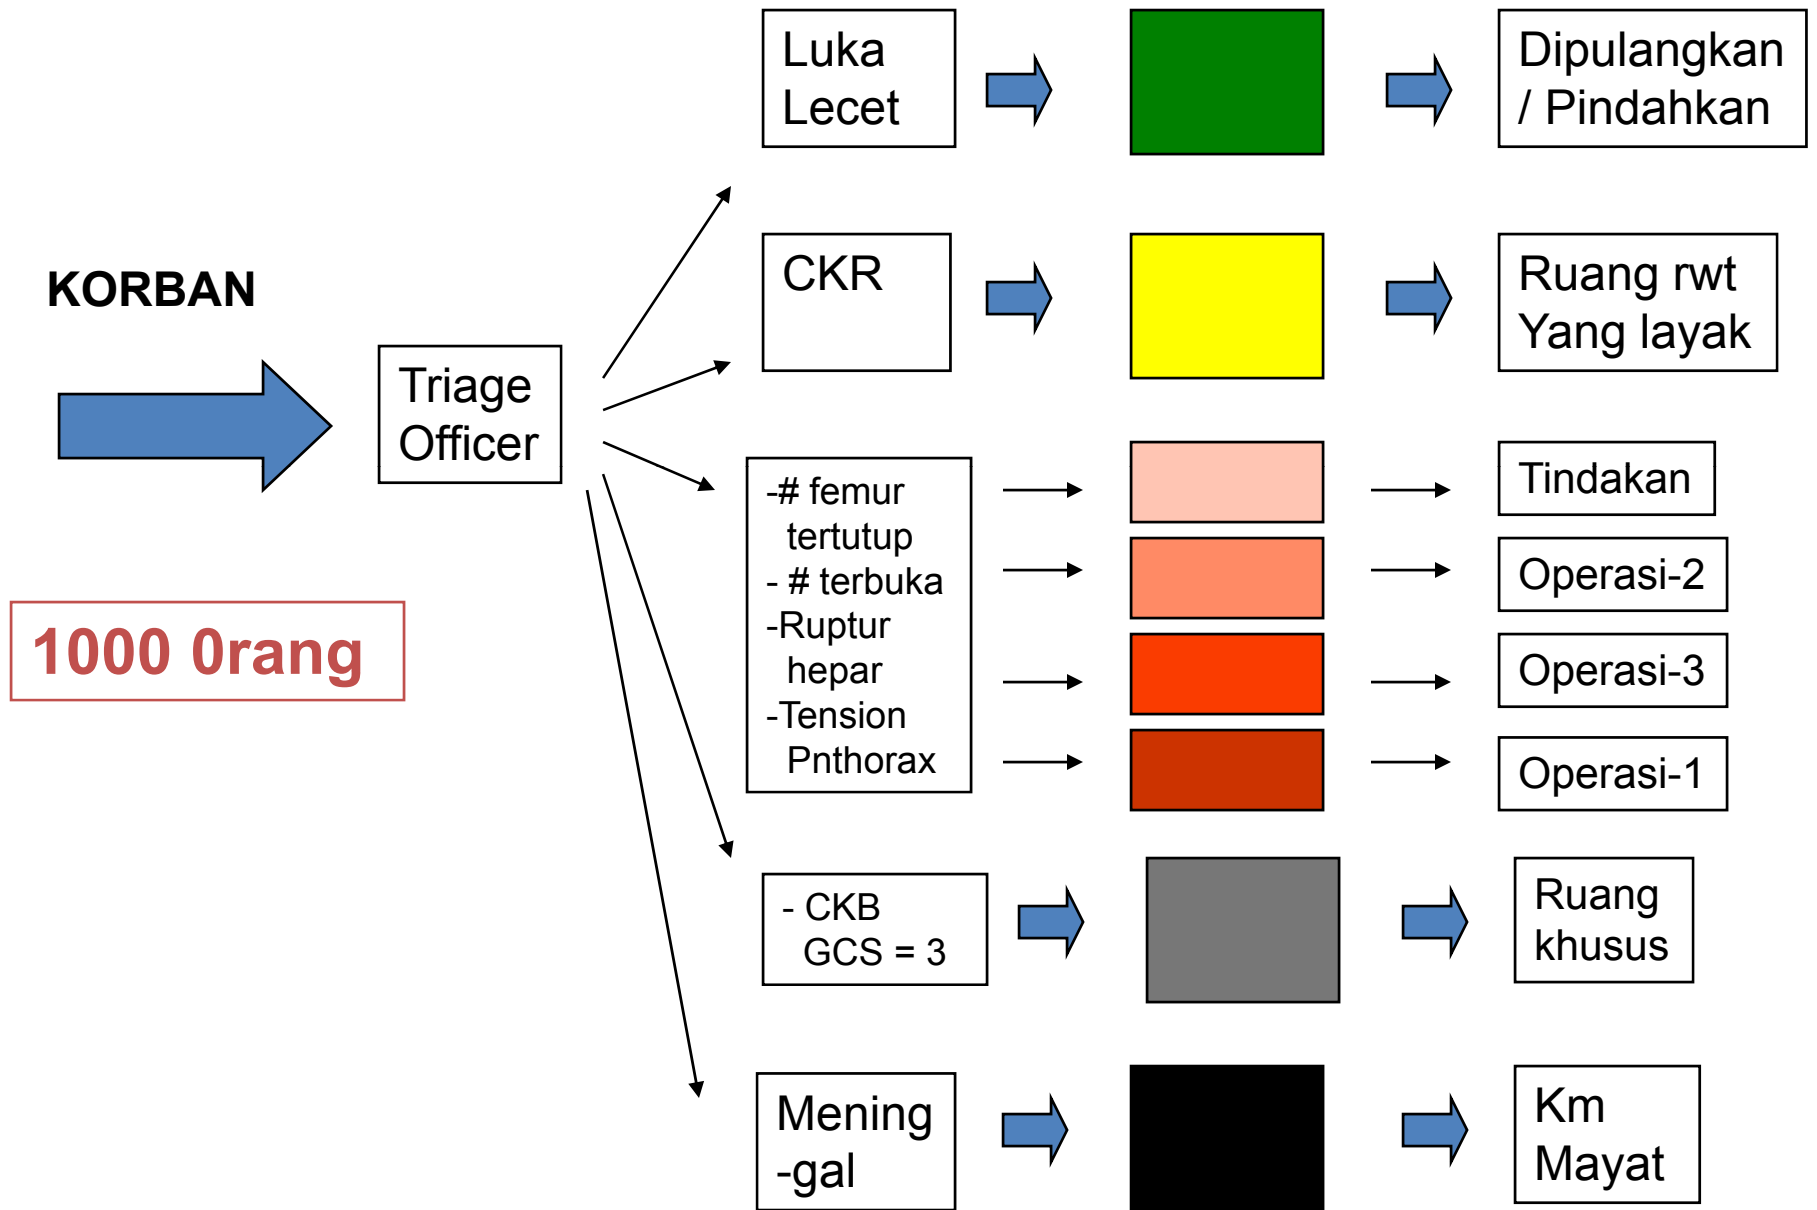 KORBAN
1000 0rang
Triage
Officer
Luka
Lecet
Dipulangkan
/ Pindahkan
CKR
Ruang rwt
Yang layak
-# femur
tertutup
- # terbuka
-Ruptur
hepar
-Tension
Pnthorax
Tindakan
Operasi-2
Operasi-3
Operasi-1
- CKB
GCS = 3
Ruang
khusus
Mening
-gal
Km
Mayat